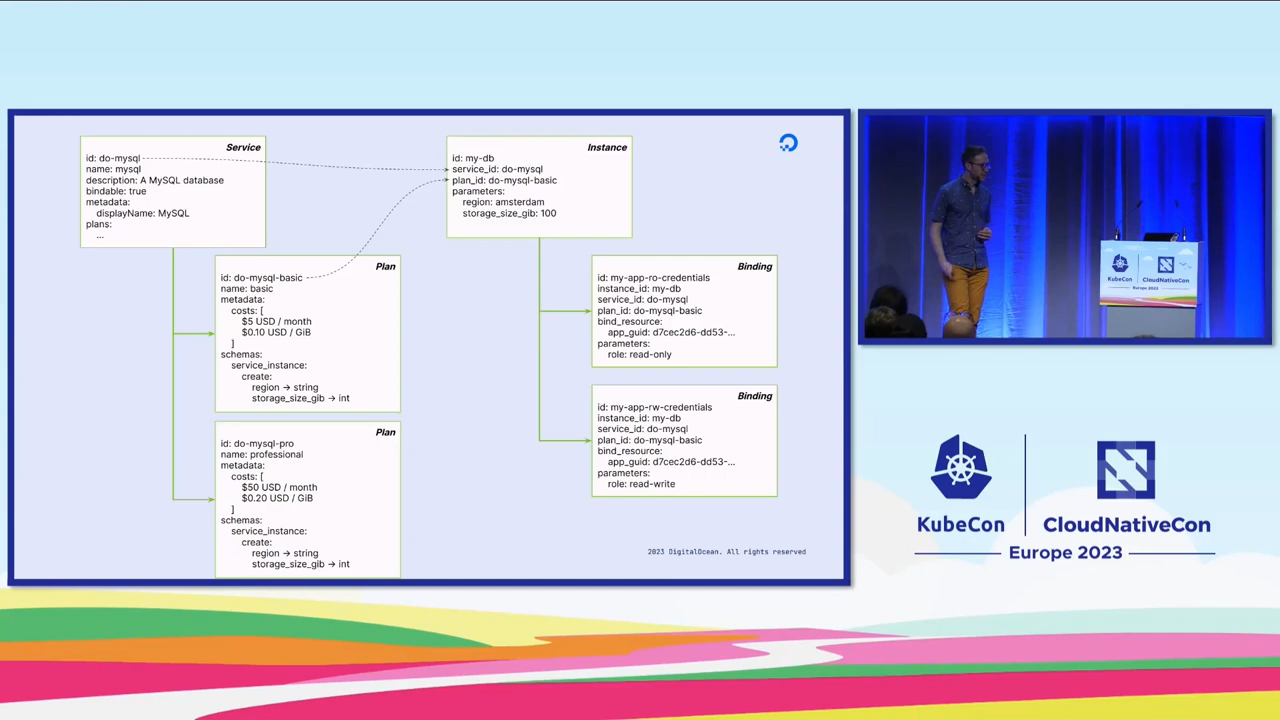 Service
id: do-mysql
name: mysql
description: A MySQL database
bindable: true
metadata:
displayName: MySQL
plans:
...
Plan
id: do-mysql-basic
name: basic
metadata:
costs: [
$5 USD / month
$0.10 USD / GiB
]
schemas:
service_instance:
create:
region → string
storage_size_gib → int
Plan
id: do-mysql-pro
name: professional
metadata:
costs: [
$50 USD / month
$0.20 USD / GiB
]
schemas:
service_instance:
create:
region → string
storage_size_gib → int
Instance
id: my-db
service_id: do-mysql
plan_id: do-mysql-basic
parameters:
region: amsterdam
storage_size_gib: 100
Binding
id: my-app-ro-credentials
instance_id: my-db
service_id: do-mysql
plan_id: do-mysql-basic
bind_resource:
app_guid: d7cec2d6-dd53-...
parameters:
role: read-only
Binding
id: my-app-rw-credentials
instance_id: my-db
service_id: do-mysql
plan_id: do-mysql-basic
bind_resource:
app_guid: d7cec2d6-dd53-...
parameters:
role: read-write
2023 DigitalOcean. All rights reserved
KubeCon CloudNativeCon
Europe 2023
KubeCon CloudNativeCon
Europe 2023